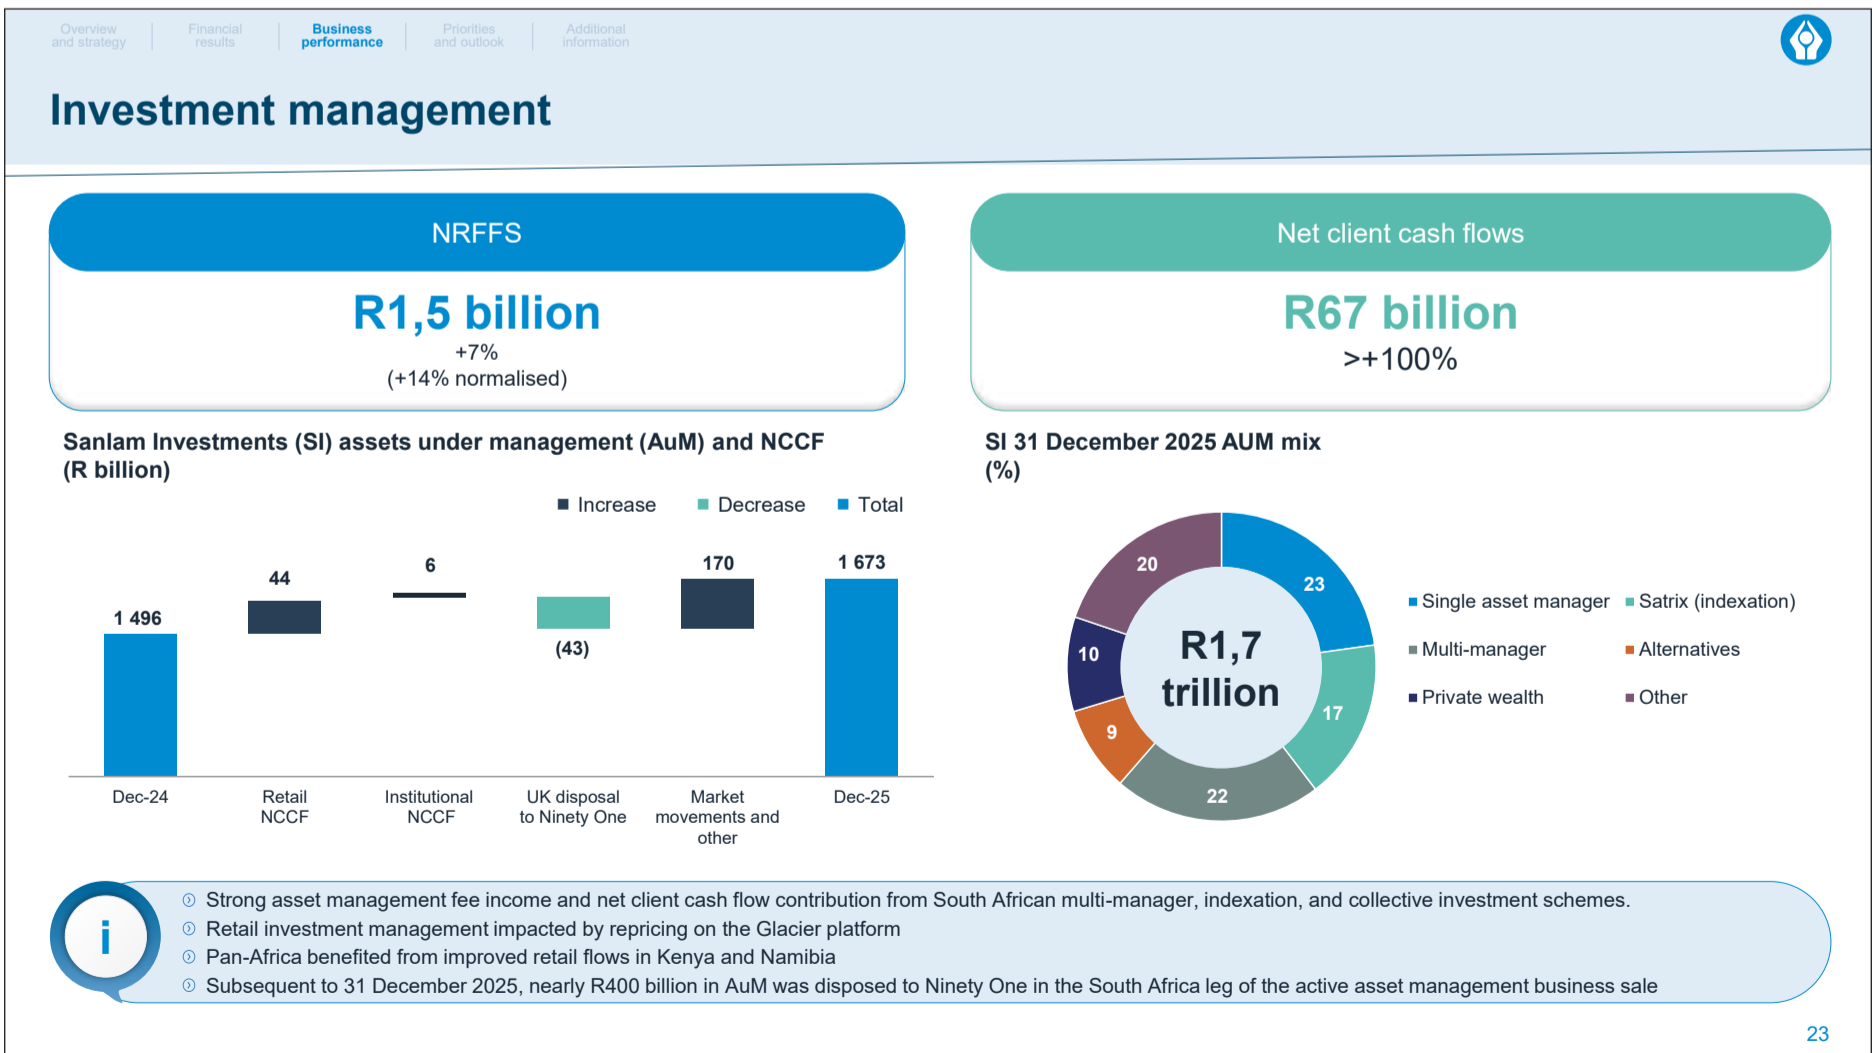 Overview
and strategy
Financial
results
Business
performance
Priorities
and outlook
Additional
information
Investment management
NRFFS
R1,5 billion
+7%
(+14% normalised)
Net client cash flows
R67 billion
>+100%
Sanlam Investments (SI) assets under management (AuM) and NCCF
(R billion)
Increase
Decrease
Total
1 496
44
6
(43)
170
1 673
Dec-24
Retail
NCCF
Institutional
NCCF
UK disposal
to Ninety One
Market
movements and
other
Dec-25
SI 31 December 2025 AUM mix
(%)
20
23
10
17
9
22
R1,7
trillion
Single asset manager
Satrix (indexation)
Multi-manager
Alternatives
Private wealth
Other
i
Strong asset management fee income and net client cash flow contribution from South African multi-manager, indexation, and collective investment schemes.
Retail investment management impacted by repricing on the Glacier platform
Pan-Africa benefited from improved retail flows in Kenya and Namibia
Subsequent to 31 December 2025, nearly R400 billion in AuM was disposed to Ninety One in the South Africa leg of the active asset management business sale
23